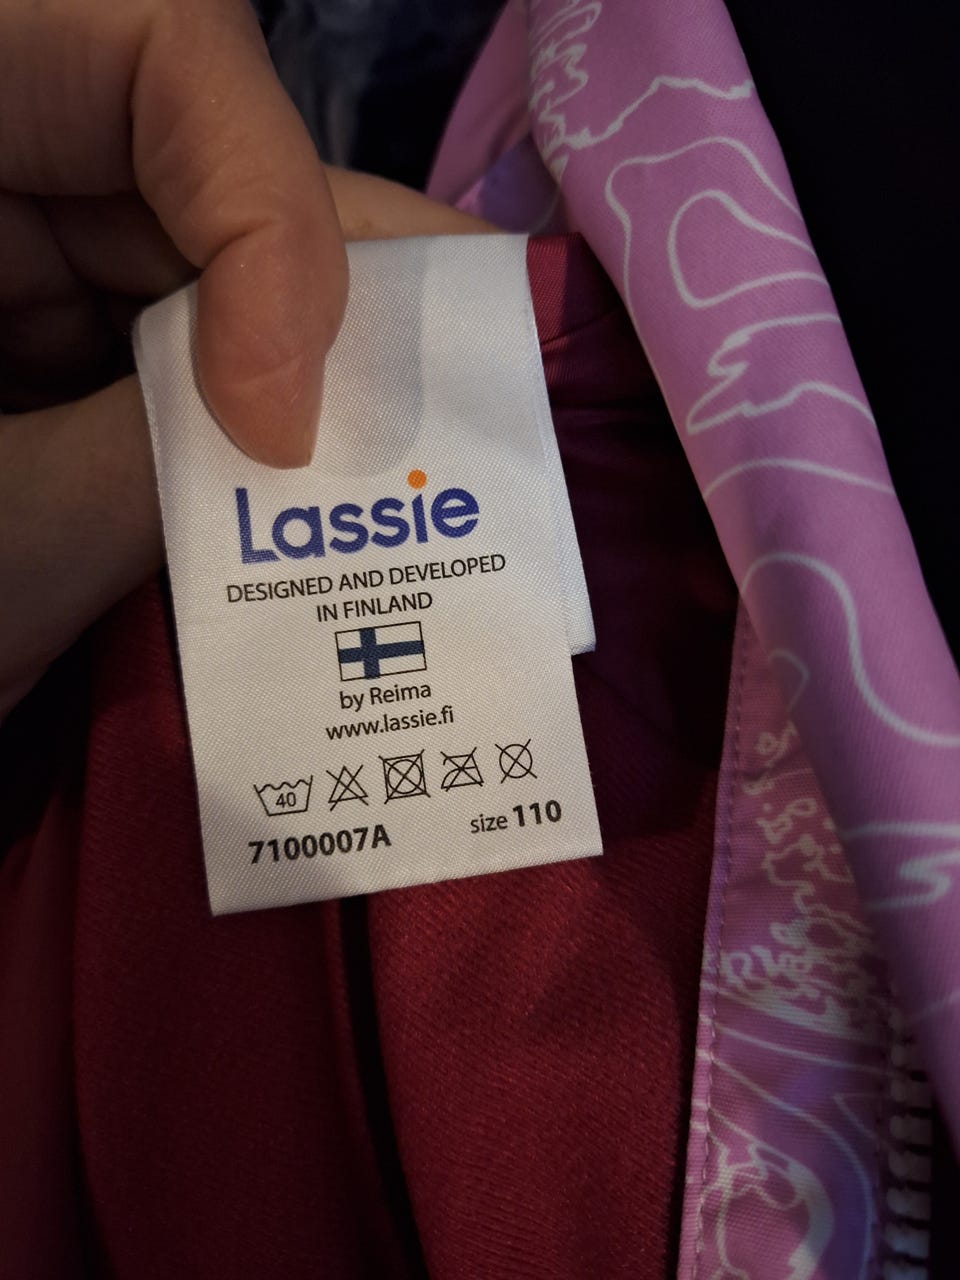 Lassie
DESIGNED AND DEVELOPED
IN FINLAND
by Reima
www.lassie.fi
40
7100007A size 110